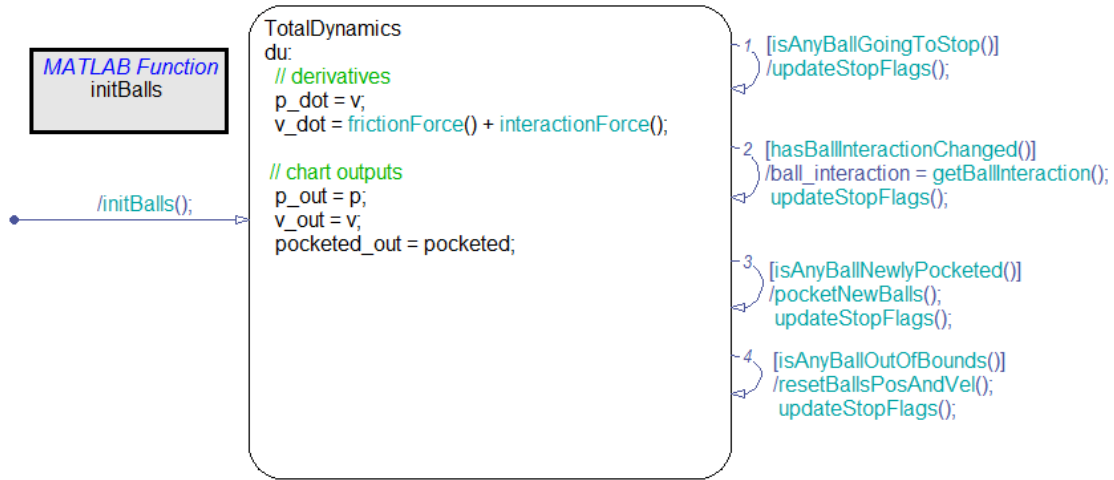 MATLAB Function
initBalls
/initBalls();
TotalDynamics
du:
// derivatives
p_dot = v;
v_dot = frictionForce() + interactionForce();
// chart outputs
p_out = p;
v_out = v;
pocketed_out = pocketed;
1
[isAnyBallGoingToStop()]
/updateStopFlags();
2
[hasBallInteractionChanged()]
/ball_interaction = getBallInteraction();
updateStopFlags();
3
[isAnyBallNewlyPocketed()]
/pocketNewBalls();
updateStopFlags();
4
[isAnyBallOutOfBounds()]
/resetBallsPosAndVel();
updateStopFlags();